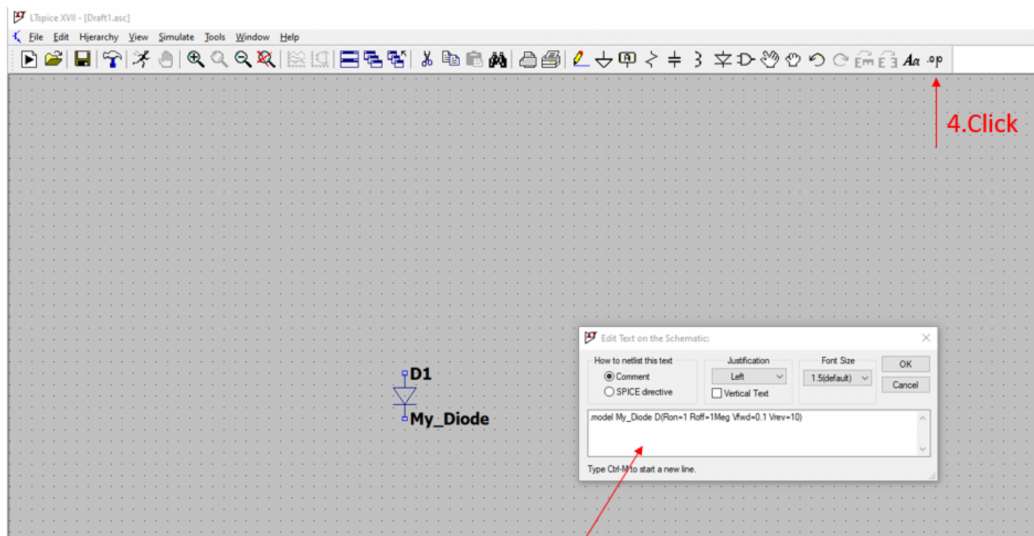 LTspice XVII - [Draft1.asc]
File Edit Hierarchy View Simulate Tools Window Help
Aa .op
4.Click
Edit Text on the Schematic:
How to netlist this text Justification Font Size
Comment Left 1.5(default) OK
SPICE directive Vertical Text Cancel
.model My_Diode D(Ron=1 Roff=1Meg Vfwd=0.1 Vrev=10)
Type Ctrl-M to start a new line.
D1
My_Diode